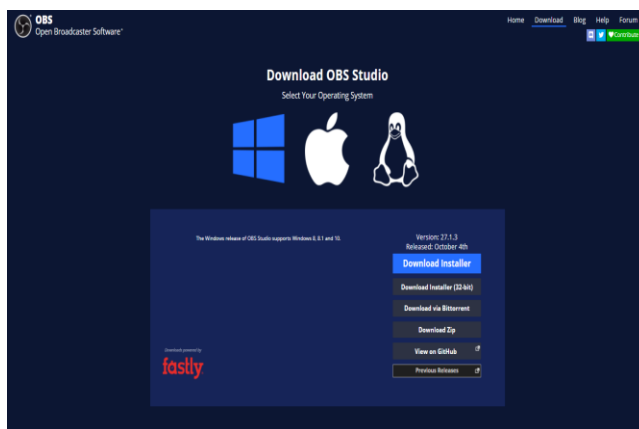 OBS
Open Broadcaster Software
Home Download Blog Help Forum
Contribute
Download OBS Studio
Select Your Operating System
The Windows release of OBS Studio supports Windows 8, 8.1 and 10.
Version: 27.1.3
Released: October 4th
Download Installer
Download Installer (32-bit)
Download via Bittorrent
Download Zip
View on GitHub
Previous Releases
Downloads powered by
fastly